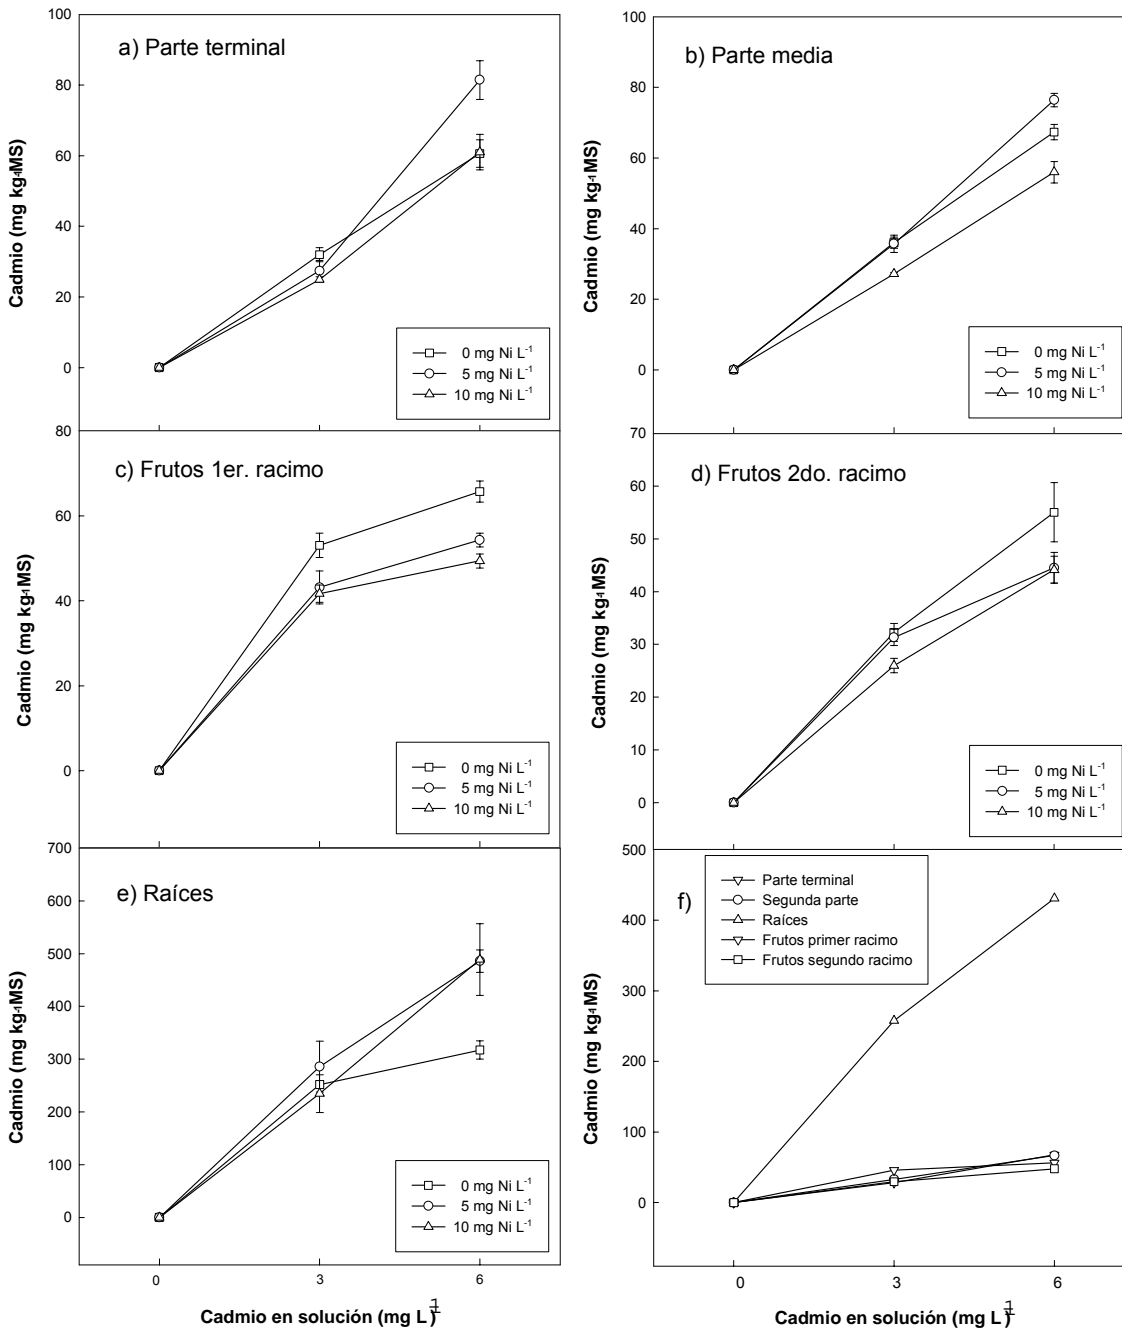 100
80
60
40
20
0
Cadmio (mg kg-1MS)
a) Parte terminal
0 mg Ni L-1
5 mg Ni L-1
10 mg Ni L-1
100
80
60
40
20
0
Cadmio (mg kg-1MS)
b) Parte media
0 mg Ni L-1
5 mg Ni L-1
10 mg Ni L-1
80
60
40
20
0
Cadmio (mg kg-1MS)
c) Frutos 1er. racimo
0 mg Ni L-1
5 mg Ni L-1
10 mg Ni L-1
70
60
50
40
30
20
10
0
Cadmio (mg kg-1MS)
d) Frutos 2do. racimo
0 mg Ni L-1
5 mg Ni L-1
10 mg Ni L-1
700
600
500
400
300
200
100
0
Cadmio (mg kg-1MS)
e) Raíces
0 mg Ni L-1
5 mg Ni L-1
10 mg Ni L-1
0 3 6
Cadmio en solución (mg L-1)
500
400
300
200
100
0
Cadmio (mg kg-1MS)
f)
Parte terminal
Segunda parte
Raíces
Frutos primer racimo
Frutos segundo racimo
0 3 6
Cadmio en solución (mg L-1)